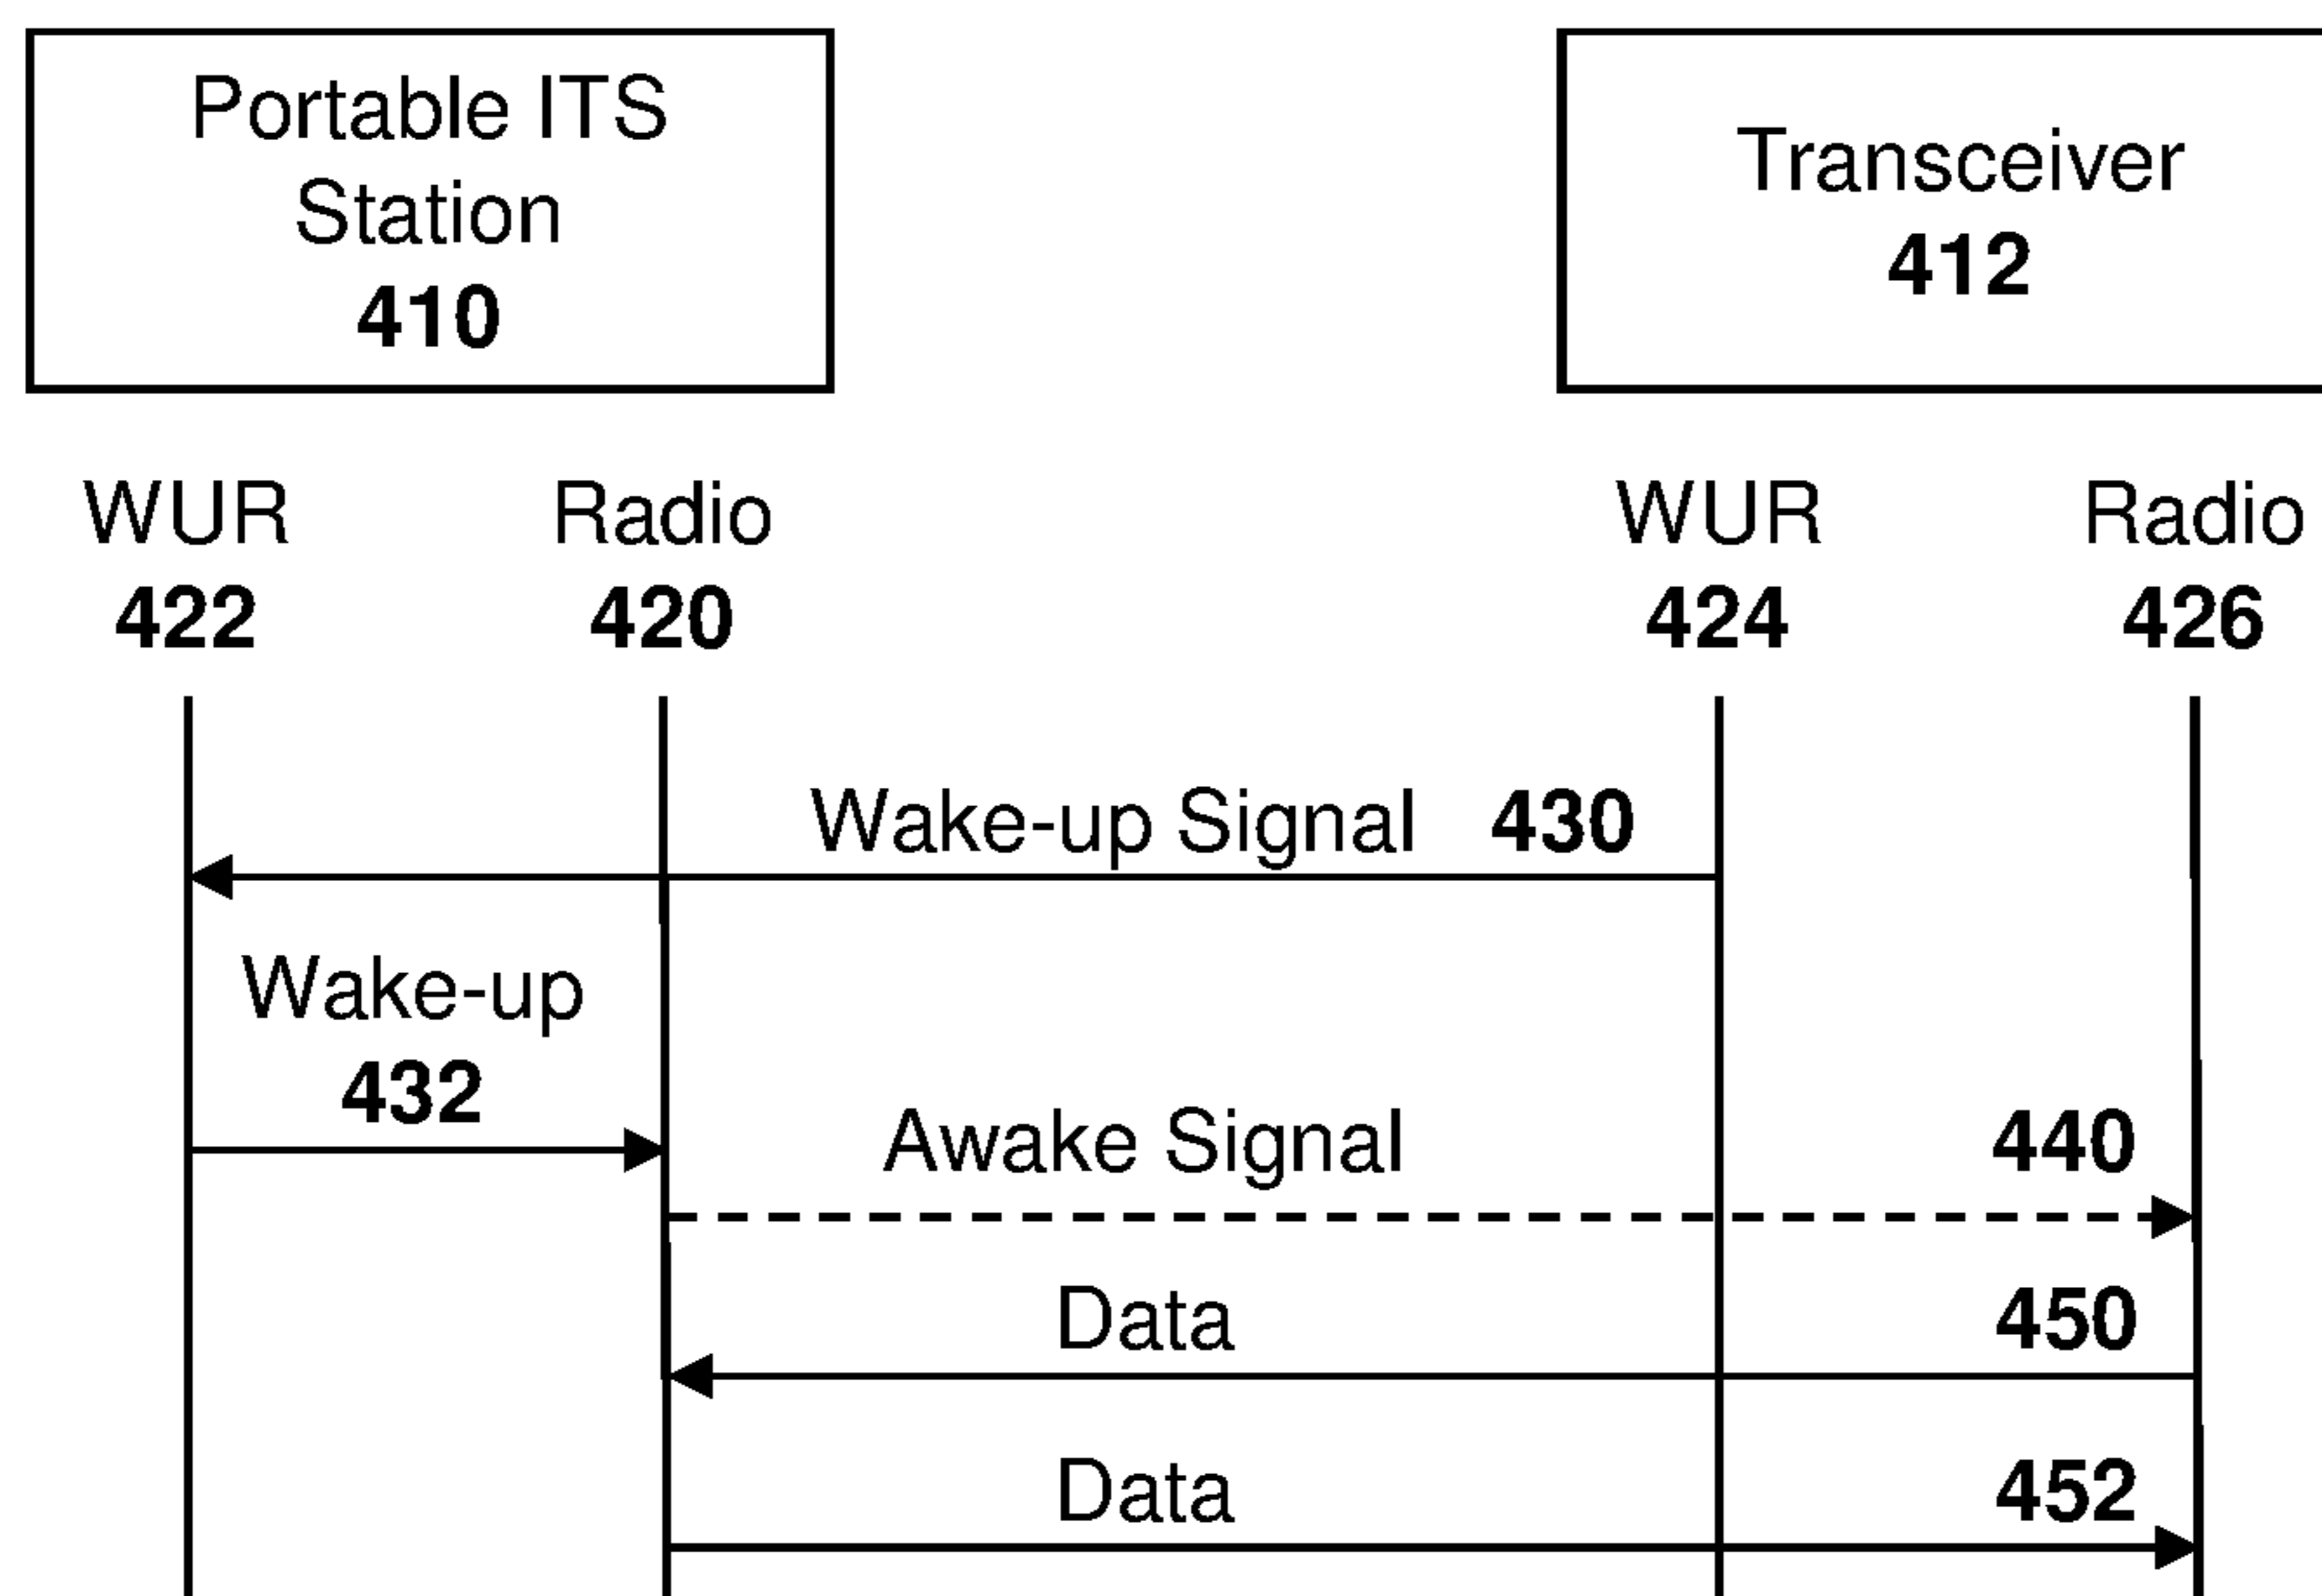 Portable ITS
Station
410
Transceiver
412
WUR
422
Radio
420
WUR
424
Radio
426
Wake-up Signal 430
Wake-up
432
Awake Signal 440
Data 450
Data 452